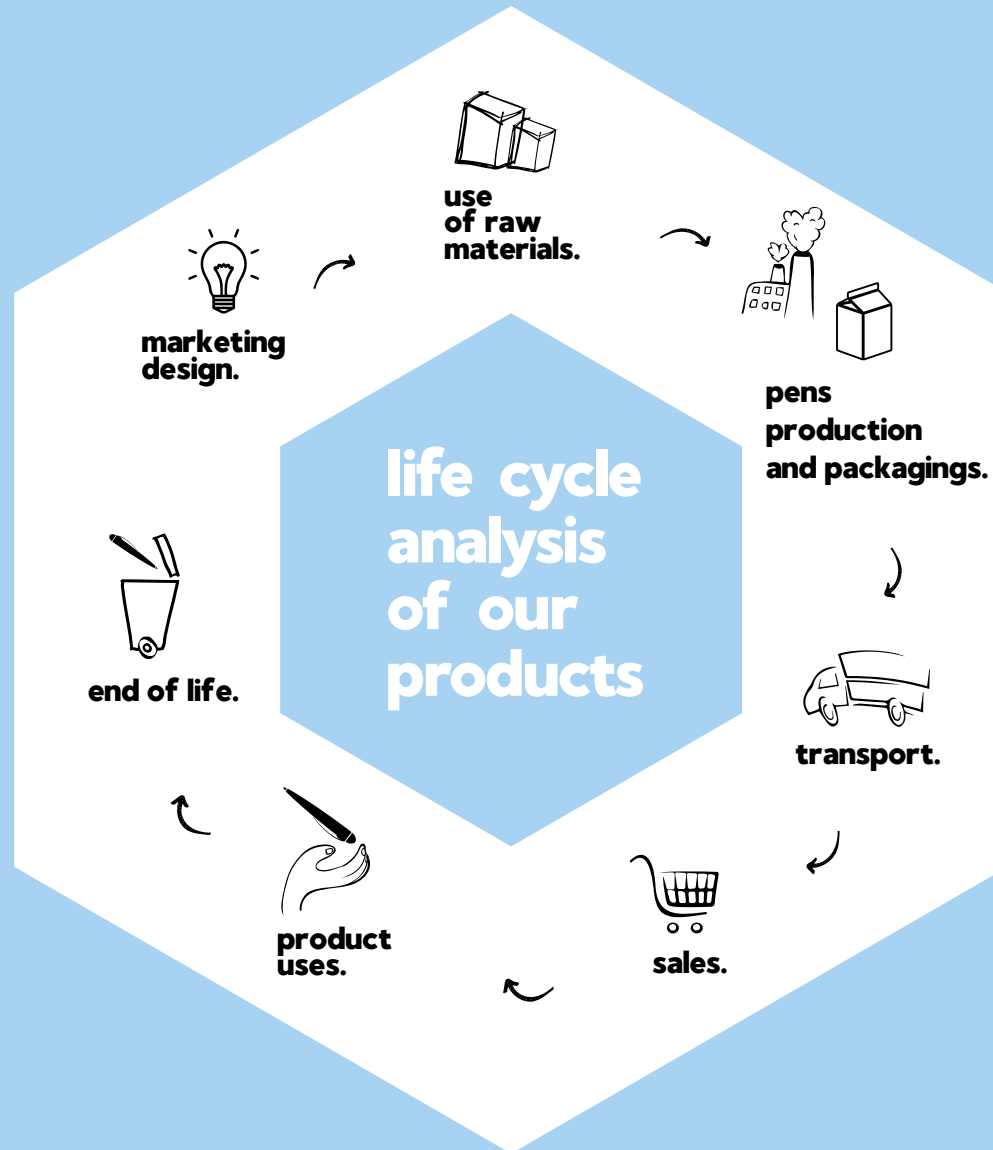 use
of raw
materials.
marketing
design.
pens
production
and packagings.
life cycle
analysis
of our
products
end of life.
transport.
product
uses.
sales.